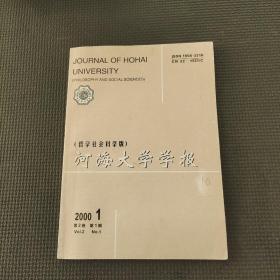 JOURNAL OF HOHAI
UNIVERSITY
(PHILOSOPHY AND SOCIAL SCIENCES)
(哲学社会科学版)
河海大学学报
2000 1
第2卷 第1期
Vol.2 No.1